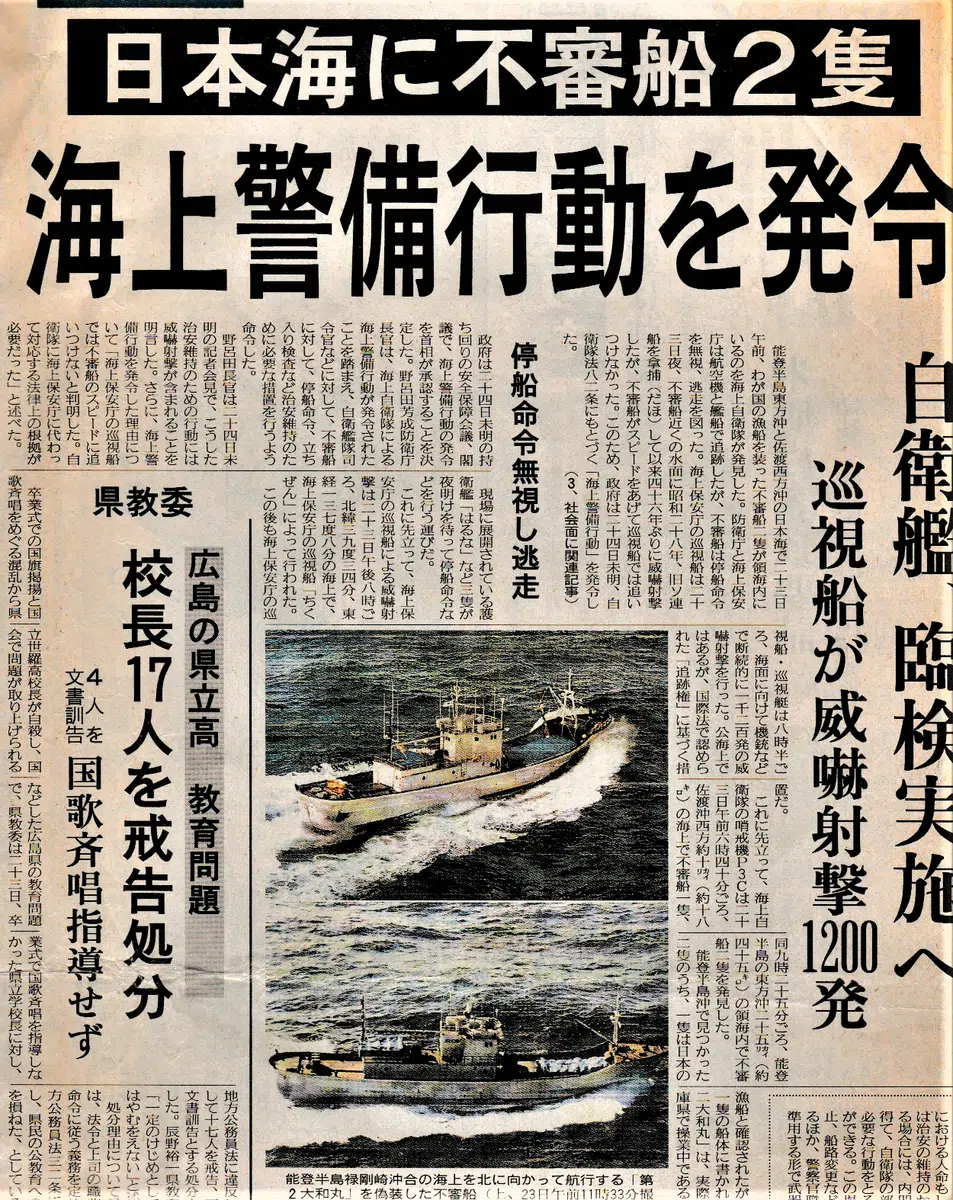 日本海に不審船2隻
海上警備行動を発令
自衛艦、臨検実施へ
巡視船が威嚇射撃1200発
能登半島東方沖と佐渡西方沖の日本海で二十三日
午前、わが国の漁船を装った不審船二隻が領海内に
いるのを海上自衛隊が発見した。防衛庁と海上保安
庁は航空機と艦船で追跡したが、不審船は停船命令
を無視、逃走を図った。海上保安庁の巡視船は二十
三日夜、不審船近くの水面に昭和二十八年、旧ソ連
船を拿捕(だほ)して以来四十六年ぶりに威嚇射撃
したが、不審船がスピードをあげて巡視船では追い
つけなかった。このため、政府は二十四日未明、自
衛隊法八二条にもとづく「海上警備行動」を発令し
た。
(3、社会面に関連記事)
停船命令無視し逃走
政府は二十四日未明の持
ち回りの安全保障会議、閣
議で、海上警備行動の発令
を首相が承認することを決
定した。野呂田芳成防衛庁
長官は、海上自衛隊による
海上警備行動が発令された
ことを踏まえ、自衛艦隊司
令官などに対して、不審船
に対して、停船命令、立ち
入り検査など治安維持のた
めに必要な措置を行うよう
命令した。
野呂田長官は二十四日未
明の記者会見で、こうした
治安維持のための行動には
威嚇射撃が含まれることを
明言した。さらに、海上警
備行動を発令した理由につ
いて「海上保安庁の巡視船
では不審船のスピードに追
いつけないと判明した。自
衛隊に海上保安庁に代わっ
て対応する法律上の根拠が
必要だった」と述べた。
現場に展開されている護
衛艦「はるな」など三隻が
夜明けを待って停船命令な
どを行う運びだ。
これに先立って、海上保
安庁の巡視船による威嚇射
撃は二十三日午後八時ご
ろ、北緯三九度三四分、東
経一三七度八分の海上で、
海上保安庁の巡視船「ちく
ぜん」によって行われた。
この後も海上保安庁の巡
視船・巡視艇は八時半ご
ろ、海面に向けて機銃など
で断続的に一千二百発の威
嚇射撃を行った。公海上で
はあるが、国際法で認めら
れた「追跡権」に基づく措
置だ。
これに先立って、海上自
衛隊の哨戒機P3Cは二十
三日午前六時四十分ごろ、
佐渡沖西方約十㌋(約十八
㌔)の海上で不審船一隻、
同九時二十五分ごろ、能登
半島の東方沖二十五㌋(約
四十五㌔)の領海内で不審
船一隻を発見した。
能登半島沖で見つかった
二隻のうち、一隻は日本の
漁船と確認されたが
一隻の船体に書かれ
二大和丸」は、実際
庫県で操業中である
県教委
広島の県立高 教育問題
校長17人を戒告処分
4人を
文書訓告
国歌斉唱指導せず
卒業式での国旗掲揚と国
歌斉唱をめぐる混乱から県
立世羅高校長が自殺し、国
会で問題が取り上げられる
などした広島県の教育問題
で、県教委は二十三日、卒
業式で国歌斉唱を指導しな
かった県立学校長に対し、
地方公務員法に違反
して十七人を戒告、
文書訓告とする処分
した。辰野裕一県教
「一定のけじめとし
はやむをえない」と
処分理由について
は、法令と上司の職
命令に従う義務を定
方公務員法三二条
し、県民の公教育へ
を損ねた、としてい
能登半島禄剛崎沖合の海上を北に向かって航行する「第
2大和丸」を偽装した不審船(上、23日午前11時33分撮
における人命も
は治安の維持のた
る場合には、内
得て、自衛隊の
必要な行動をと
ができる。この
止、船路変更な
るほか、警察官
準用する形で武